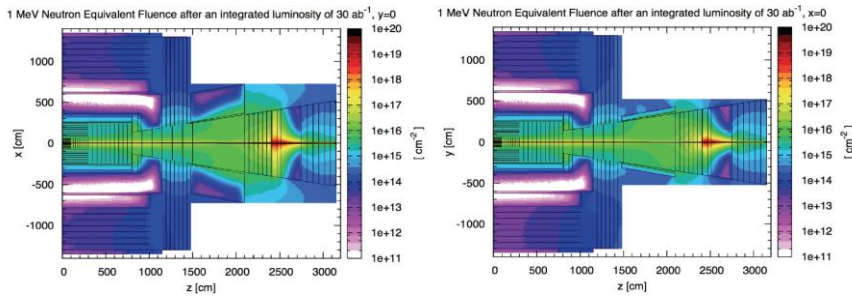 1 MeV Neutron Equivalent Fluence after an integrated luminosity of 30 ab⁻¹, y=0
1000
500
0
-500
-1000
x [cm]
0 500 1000 1500 2000 2500 3000
z [cm]
1e+20
1e+19
1e+18
1e+17
1e+16
1e+15
1e+14
1e+13
1e+12
1e+11
[ cm⁻² ]
1 MeV Neutron Equivalent Fluence after an integrated luminosity of 30 ab⁻¹, x=0
1000
500
0
-500
-1000
y [cm]
0 500 1000 1500 2000 2500 3000
z [cm]
1e+20
1e+19
1e+18
1e+17
1e+16
1e+15
1e+14
1e+13
1e+12
1e+11
[ cm⁻² ]